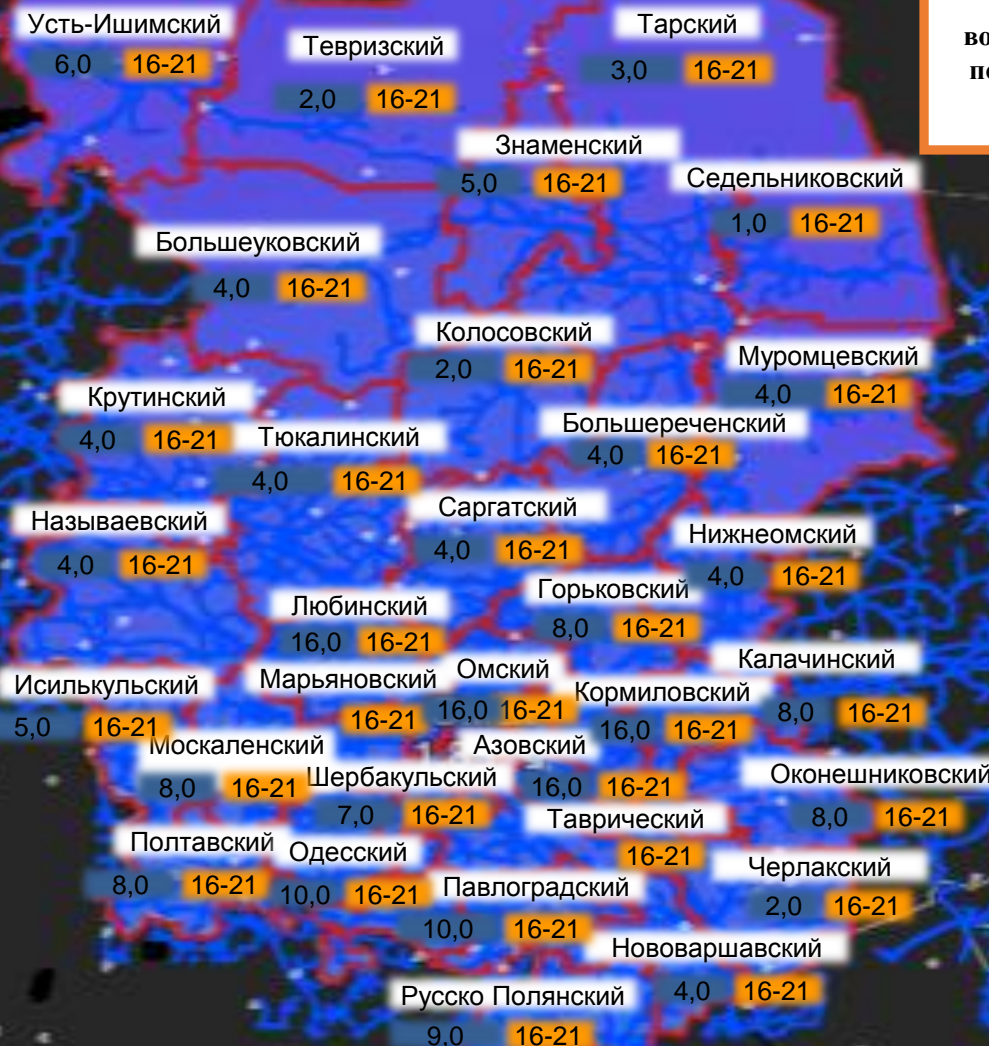 Усть-Ишимский
6,0 16-21
Тевризский
2,0 16-21
Тарский
3,0 16-21
Знаменский
5,0 16-21
Седельниковский
1,0 16-21
Большеуковский
4,0 16-21
Колосовский
2,0 16-21
Муромцевский
4,0 16-21
Крутинский
4,0 16-21
Тюкалинский
4,0 16-21
Большереченский
4,0 16-21
Называевский
4,0 16-21
Саргатский
4,0 16-21
Нижнеомский
4,0 16-21
Любинский
16,0 16-21
Горьковский
8,0 16-21
Исилькульский
5,0 16-21
Марьяновский
16-21
Омский
16,0 16-21
Кормиловский
16,0 16-21
Калачинский
8,0 16-21
Москаленский
8,0 16-21
Шербакульский
7,0 16-21
Азовский
16,0 16-21
Оконешниковский
8,0 16-21
Таврический
16-21
Полтавский
8,0 16-21
Одесский
10,0 16-21
Павлоградский
10,0 16-21
Черлакский
2,0 16-21
Нововаршавский
4,0 16-21
Русско Полянский
9,0 16-21